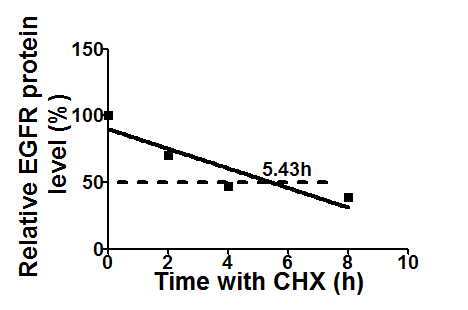 Relative EGFR protein
level (%)
150
100
50
0
5.43h
0 2 4 6 8 10
Time with CHX (h)